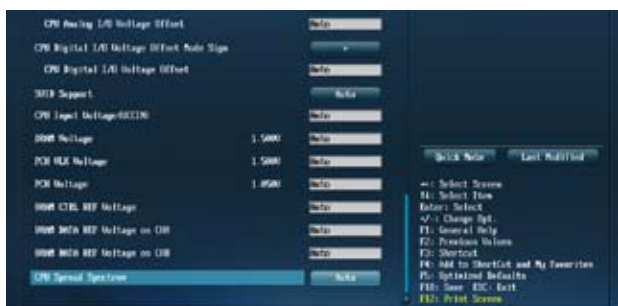 CPU Analog I/O Voltage Offset Auto
CPU Digital I/O Voltage Offset Mode Sign +
CPU Digital I/O Voltage Offset Auto
SVID Support Auto
CPU Input Voltage(VCCIN) Auto
DRAM Voltage 1.5000 Auto
PCH VLX Voltage 1.5000 Auto
PCH Voltage 1.0500 Auto
DRAM CTRL REF Voltage Auto
DRAM DATA REF Voltage on CHA Auto
DRAM DATA REF Voltage on CHB Auto
CPU Spread Spectrum Auto
Quick Note Last Modified
→←: Select Screen
↑↓: Select Item
Enter: Select
+/-: Change Opt.
F1: General Help
F2: Previous Values
F3: Shortcut
F4: Add to ShortCut and My Favorites
F5: Optimized Defaults
F10: Save ESC: Exit
F12: Print Screen